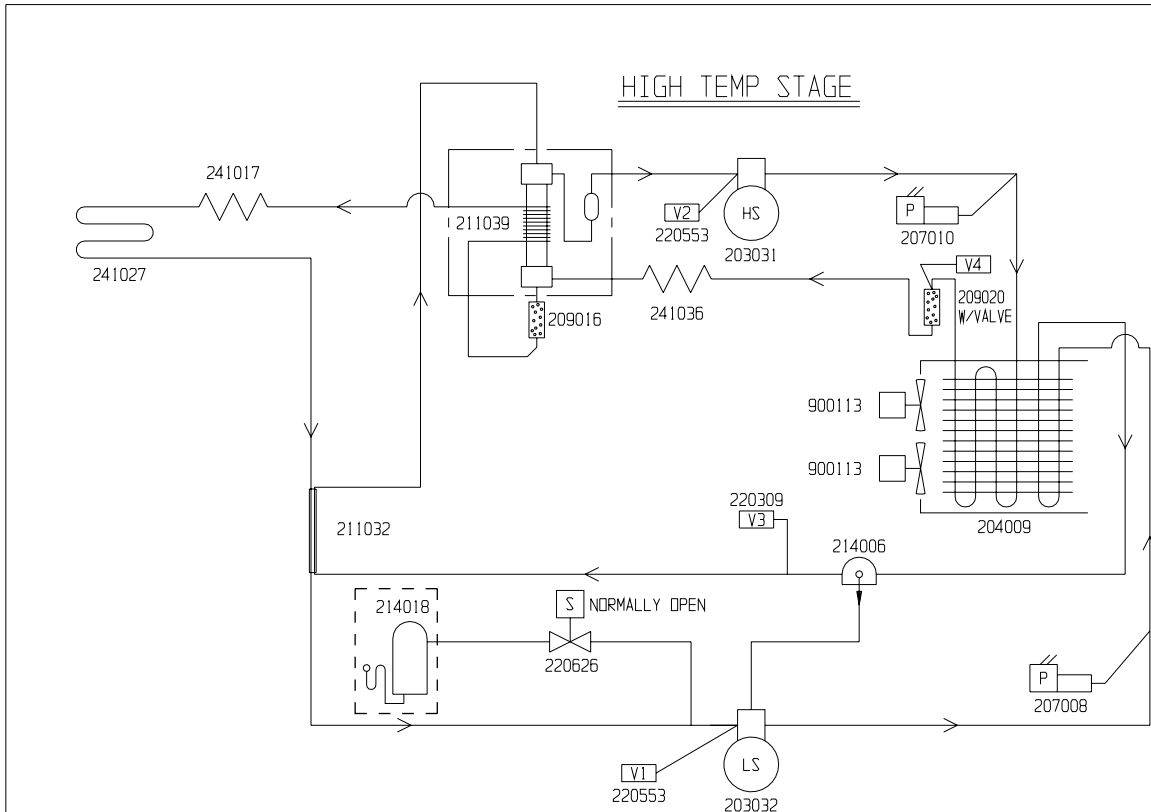 HIGH TEMP STAGE
241017
211039
V2
220553
HS
203031
P
207010
V4
209020
W/VALVE
241027
209016
241036
900113
900113
220309
V3
204009
211032
214006
214018
S NORMALLY OPEN
220626
P
207008
V1
220553
LS
203032